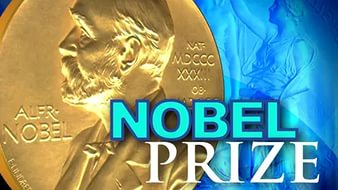 ALFR•
NOBEL
NAT•
MDCCC
XXXIII
OB•
NOBEL
PRIZE